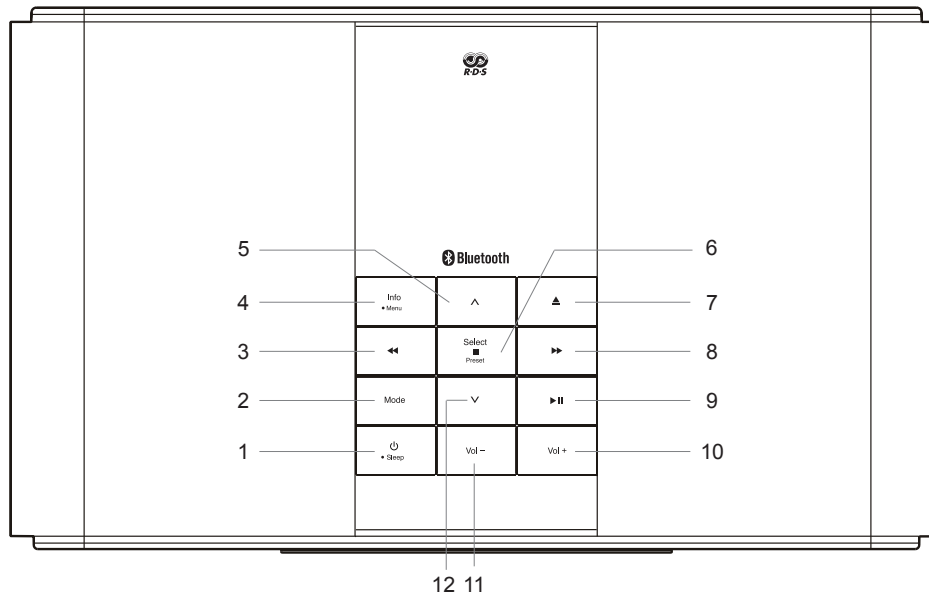 R·D·S
Bluetooth
5
6
4
Info
• Menu
7
3
Select
Preset
8
2
Mode
9
1
• Sleep
Vol −
Vol +
10
12 11